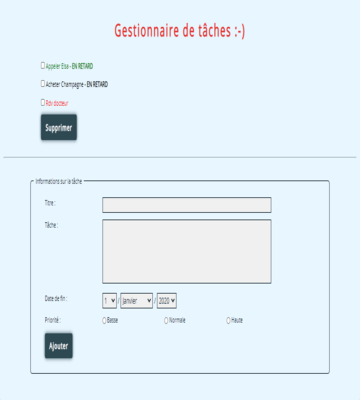 Gestionnaire de tâches :-)
Appeler Elsa - EN RETARD
Acheter Champagne - EN RETARD
Rdv docteur
Supprimer
Informations sur la tâche
Titre :
Tâche :
Date de fin : 1 / Janvier / 2020
Priorité : Basse Normale Haute
Ajouter